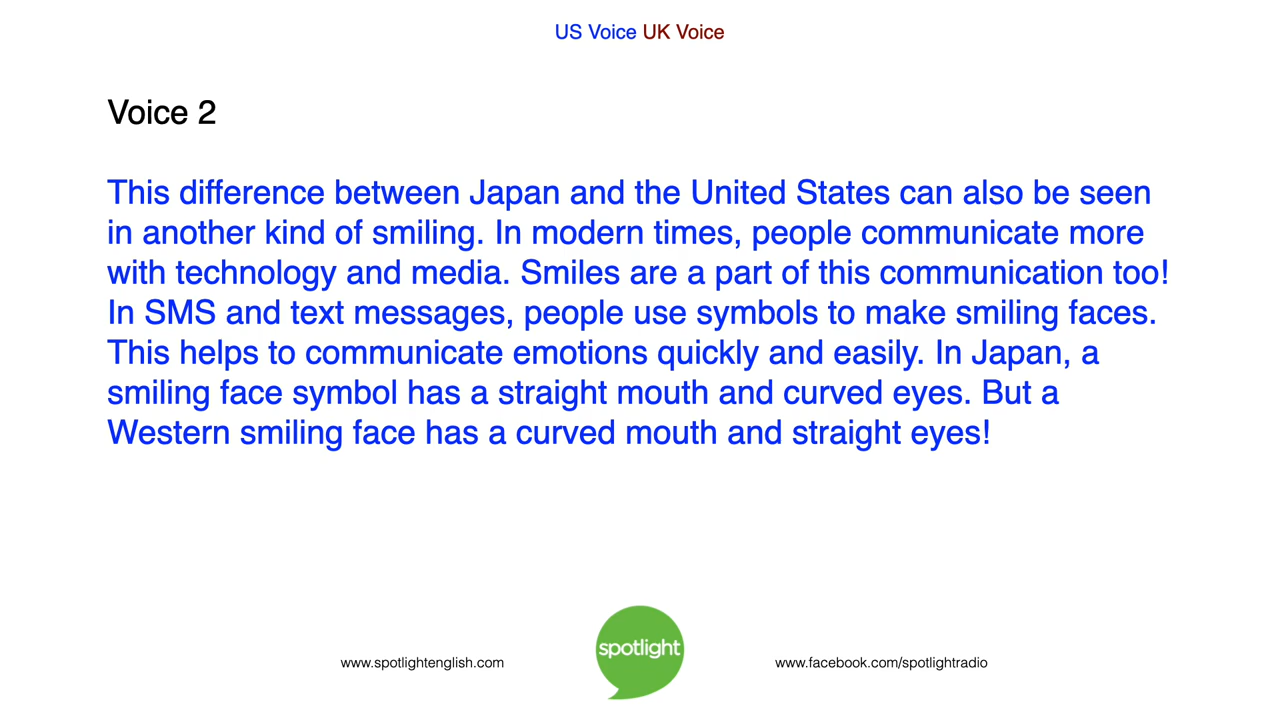 US Voice UK Voice
Voice 2
This difference between Japan and the United States can also be seen
in another kind of smiling. In modern times, people communicate more
with technology and media. Smiles are a part of this communication too!
In SMS and text messages, people use symbols to make smiling faces.
This helps to communicate emotions quickly and easily. In Japan, a
smiling face symbol has a straight mouth and curved eyes. But a
Western smiling face has a curved mouth and straight eyes!
www.spotlightenglish.com
spotlight
www.facebook.com/spotlightradio